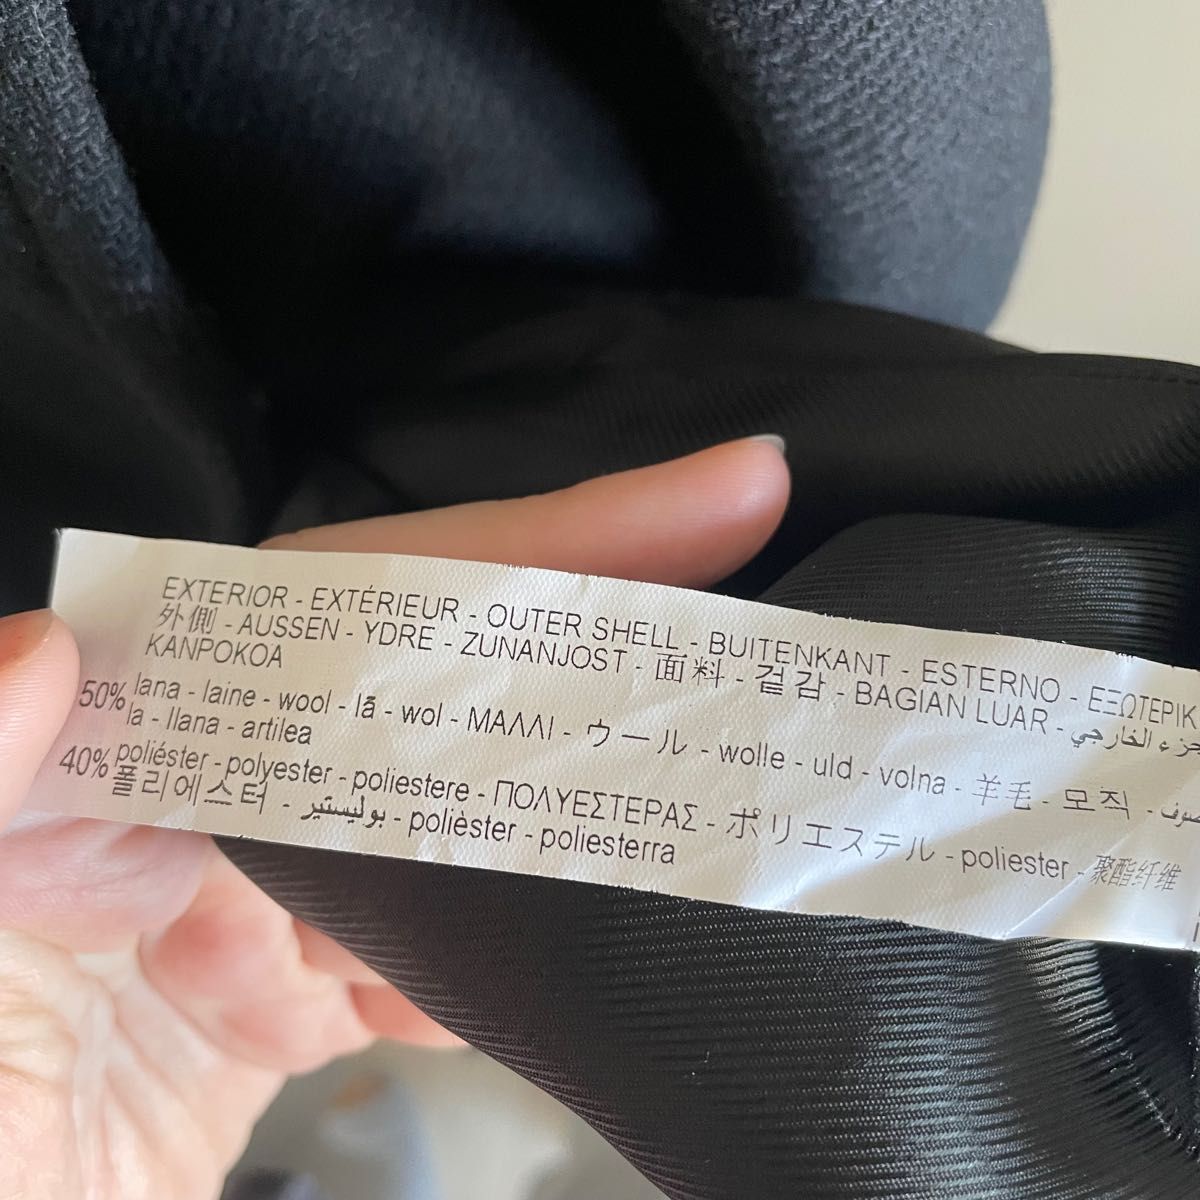 EXTERIOR - EXTÉRIEUR - OUTER SHELL - BUITENKANT - ESTERNO - ΕΞΩΤΕΡΙΚ
外側 - AUSSEN - YDRE - ZUNANJOST - 面料 - 겉감 - BAGIAN LUAR - الخارجي
KANPOKOA
50% lana - laine - wool - lã - wol - ΜΑΛΛΙ - ウール - wolle - uld - volna - 羊毛 - 모직 - صوف
la - llana - artilea
40% poliéster - polyester - poliestere - ΠΟΛΥΕΣΤΕΡΑΣ - ポリエステル - poliester - 聚酯纤维
폴리에스터 - بوليستير - polièster - poliesterra